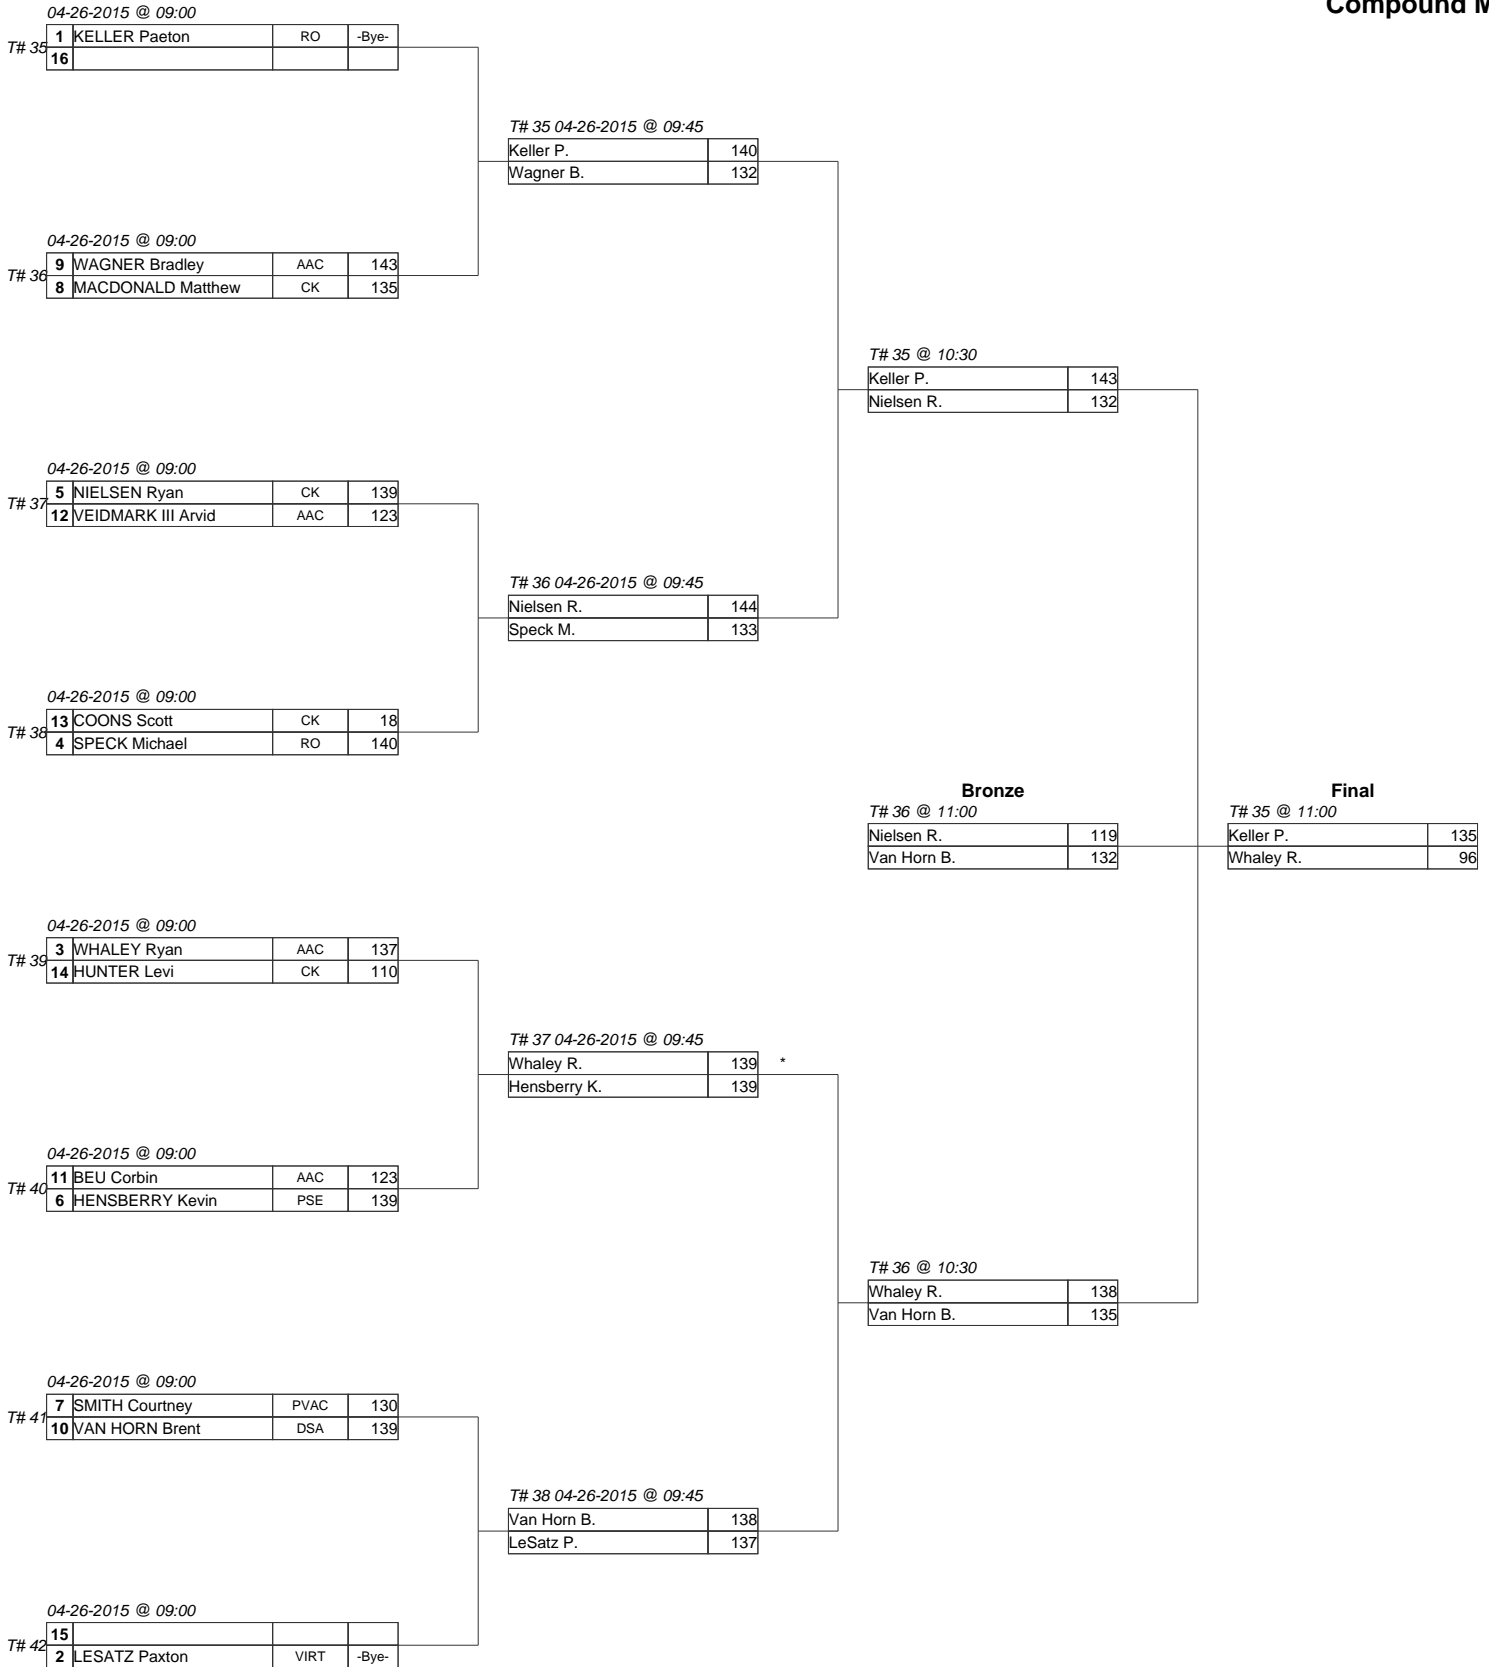 Compound M
04-26-2015 @ 09:00
T# 35
1 KELLER Paeton RO -Bye-
16
T# 35 04-26-2015 @ 09:45
Keller P. 140
Wagner B. 132
04-26-2015 @ 09:00
T# 36
9 WAGNER Bradley AAC 143
8 MACDONALD Matthew CK 135
T# 35 @ 10:30
Keller P. 143
Nielsen R. 132
04-26-2015 @ 09:00
T# 37
5 NIELSEN Ryan CK 139
12 VEIDMARK III Arvid AAC 123
T# 36 04-26-2015 @ 09:45
Nielsen R. 144
Speck M. 133
04-26-2015 @ 09:00
T# 38
13 COONS Scott CK 18
4 SPECK Michael RO 140
Bronze
T# 36 @ 11:00
Nielsen R. 119
Van Horn B. 132
Final
T# 35 @ 11:00
Keller P. 135
Whaley R. 96
04-26-2015 @ 09:00
T# 39
3 WHALEY Ryan AAC 137
14 HUNTER Levi CK 110
T# 37 04-26-2015 @ 09:45
Whaley R. 139 *
Hensberry K. 139
04-26-2015 @ 09:00
T# 40
11 BEU Corbin AAC 123
6 HENSBERRY Kevin PSE 139
T# 36 @ 10:30
Whaley R. 138
Van Horn B. 135
04-26-2015 @ 09:00
T# 41
7 SMITH Courtney PVAC 130
10 VAN HORN Brent DSA 139
T# 38 04-26-2015 @ 09:45
Van Horn B. 138
LeSatz P. 137
04-26-2015 @ 09:00
T# 42
15
2 LESATZ Paxton VIRT -Bye-